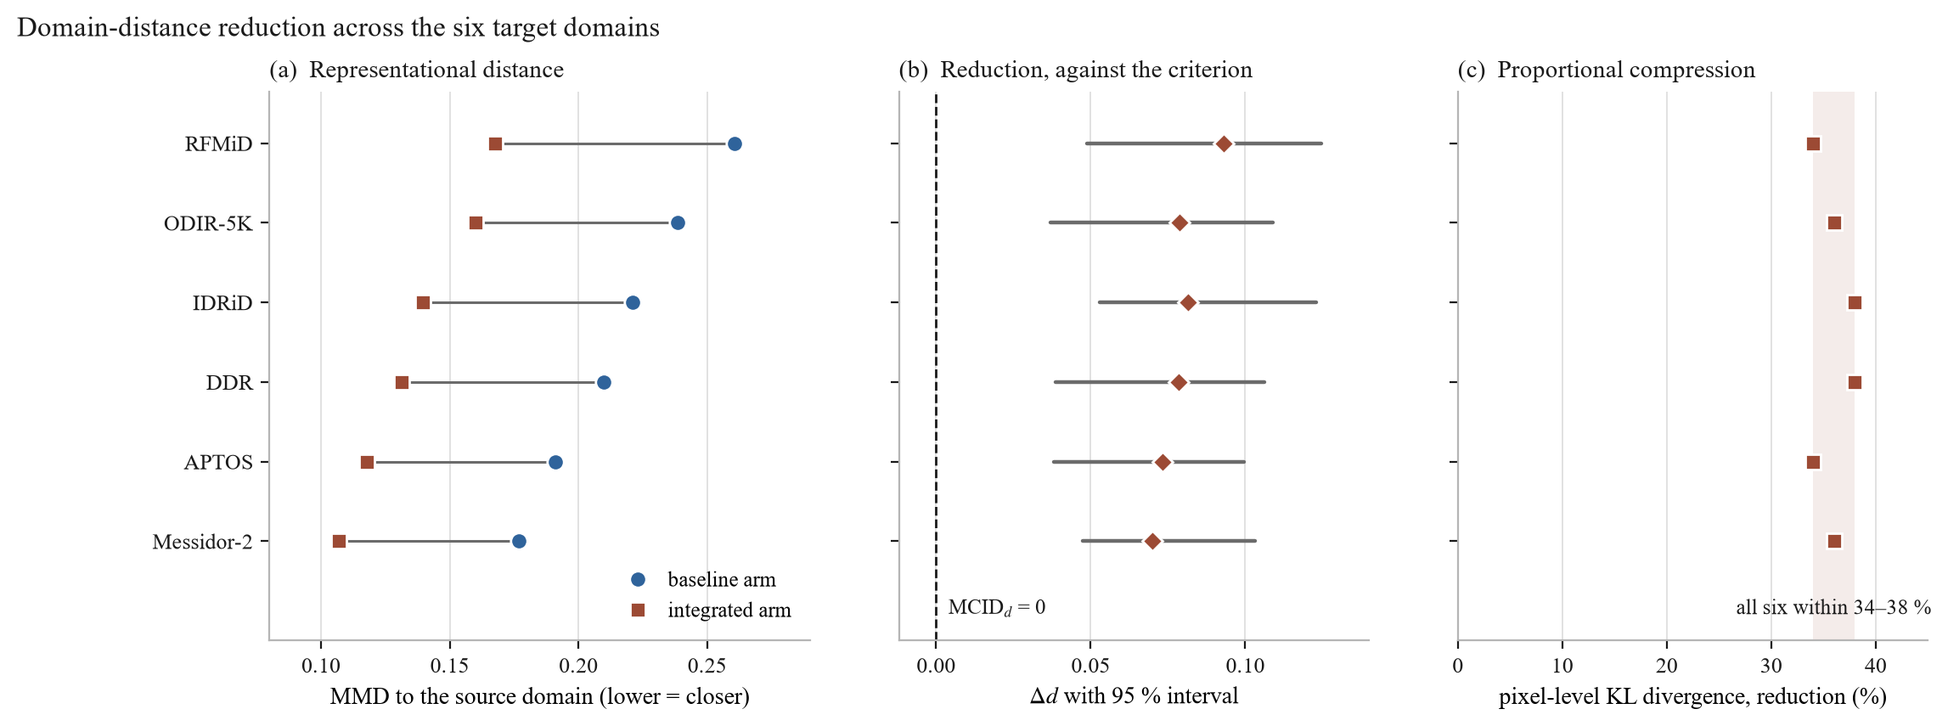 Domain-distance reduction across the six target domains
(a) Representational distance
RFMiD
ODIR-5K
IDRiD
DDR
APTOS
Messidor-2
baseline arm
integrated arm
0.10 0.15 0.20 0.25
MMD to the source domain (lower = closer)
(b) Reduction, against the criterion
MCID_d = 0
0.00 0.05 0.10
Δd with 95 % interval
(c) Proportional compression
all six within 34–38 %
0 10 20 30 40
pixel-level KL divergence, reduction (%)